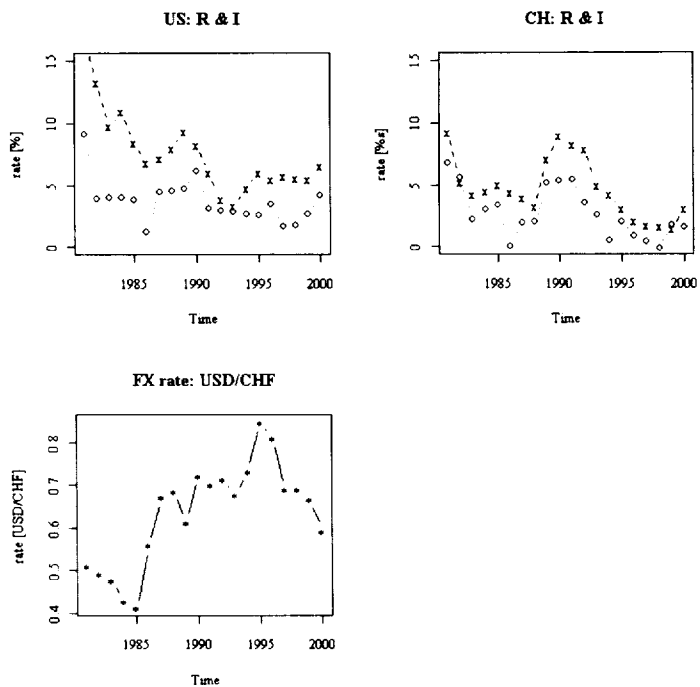 US: R & I
rate [%]
15
10
5
0
1985 1990 1995 2000
Time
CH: R & I
rate [%s]
15
10
5
0
1985 1990 1995 2000
Time
FX rate: USD/CHF
rate [USD/CHF]
0.8
0.7
0.6
0.5
0.4
1985 1990 1995 2000
Time